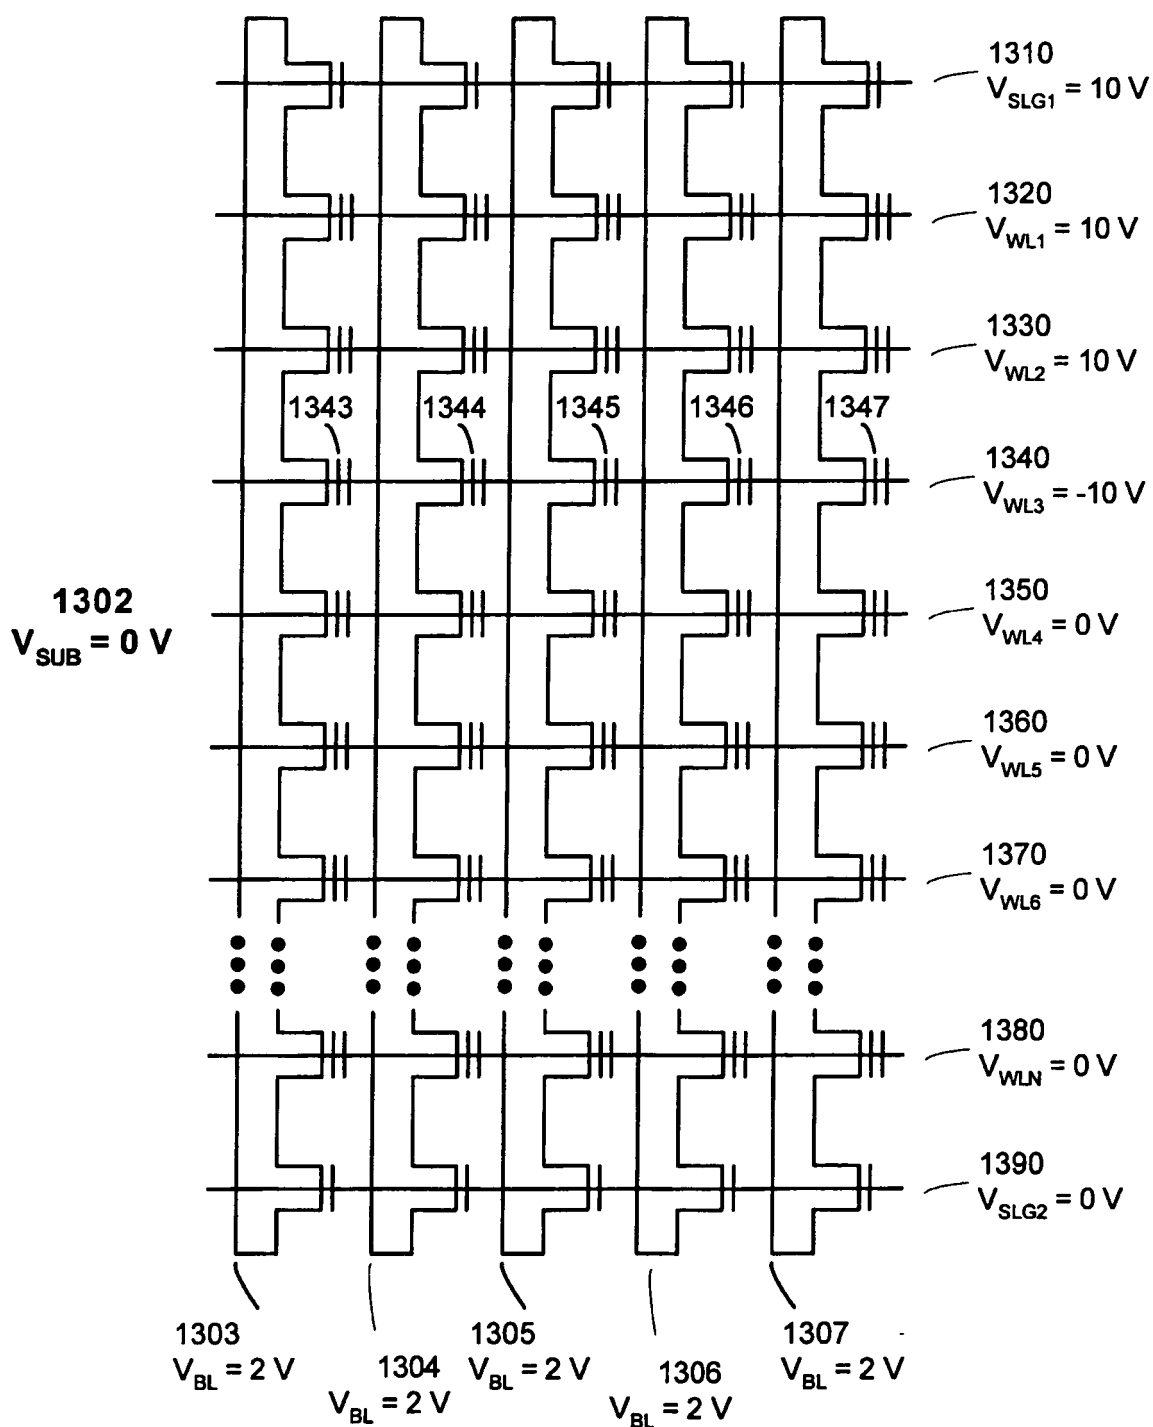 1310
V_SLG1 = 10 V
1320
V_WL1 = 10 V
1330
V_WL2 = 10 V
1343 1344 1345 1346 1347
1340
V_WL3 = -10 V
1302
V_SUB = 0 V
1350
V_WL4 = 0 V
1360
V_WL5 = 0 V
1370
V_WL6 = 0 V
1380
V_WLN = 0 V
1390
V_SLG2 = 0 V
1303
V_BL = 2 V
1304
V_BL = 2 V
1305
V_BL = 2 V
1306
V_BL = 2 V
1307
V_BL = 2 V